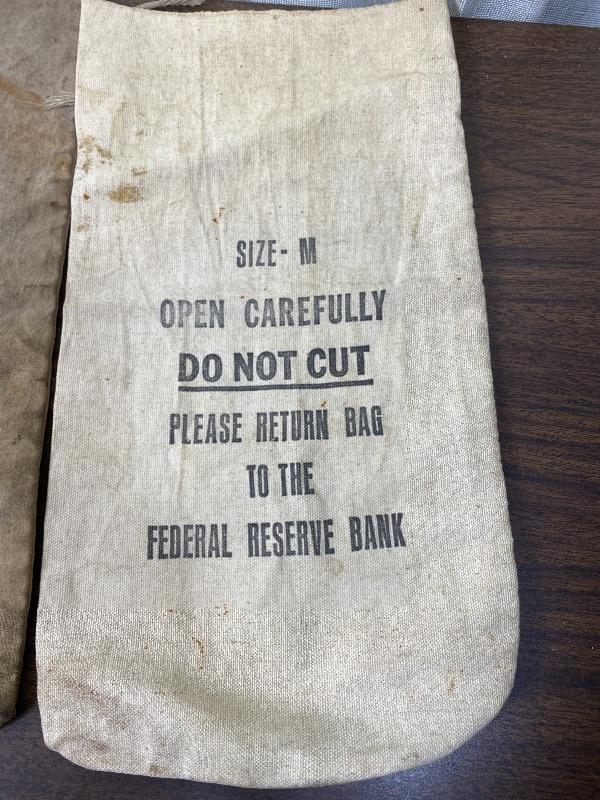 SIZE- M
OPEN CAREFULLY
DO NOT CUT
PLEASE RETURN BAG
TO THE
FEDERAL RESERVE BANK